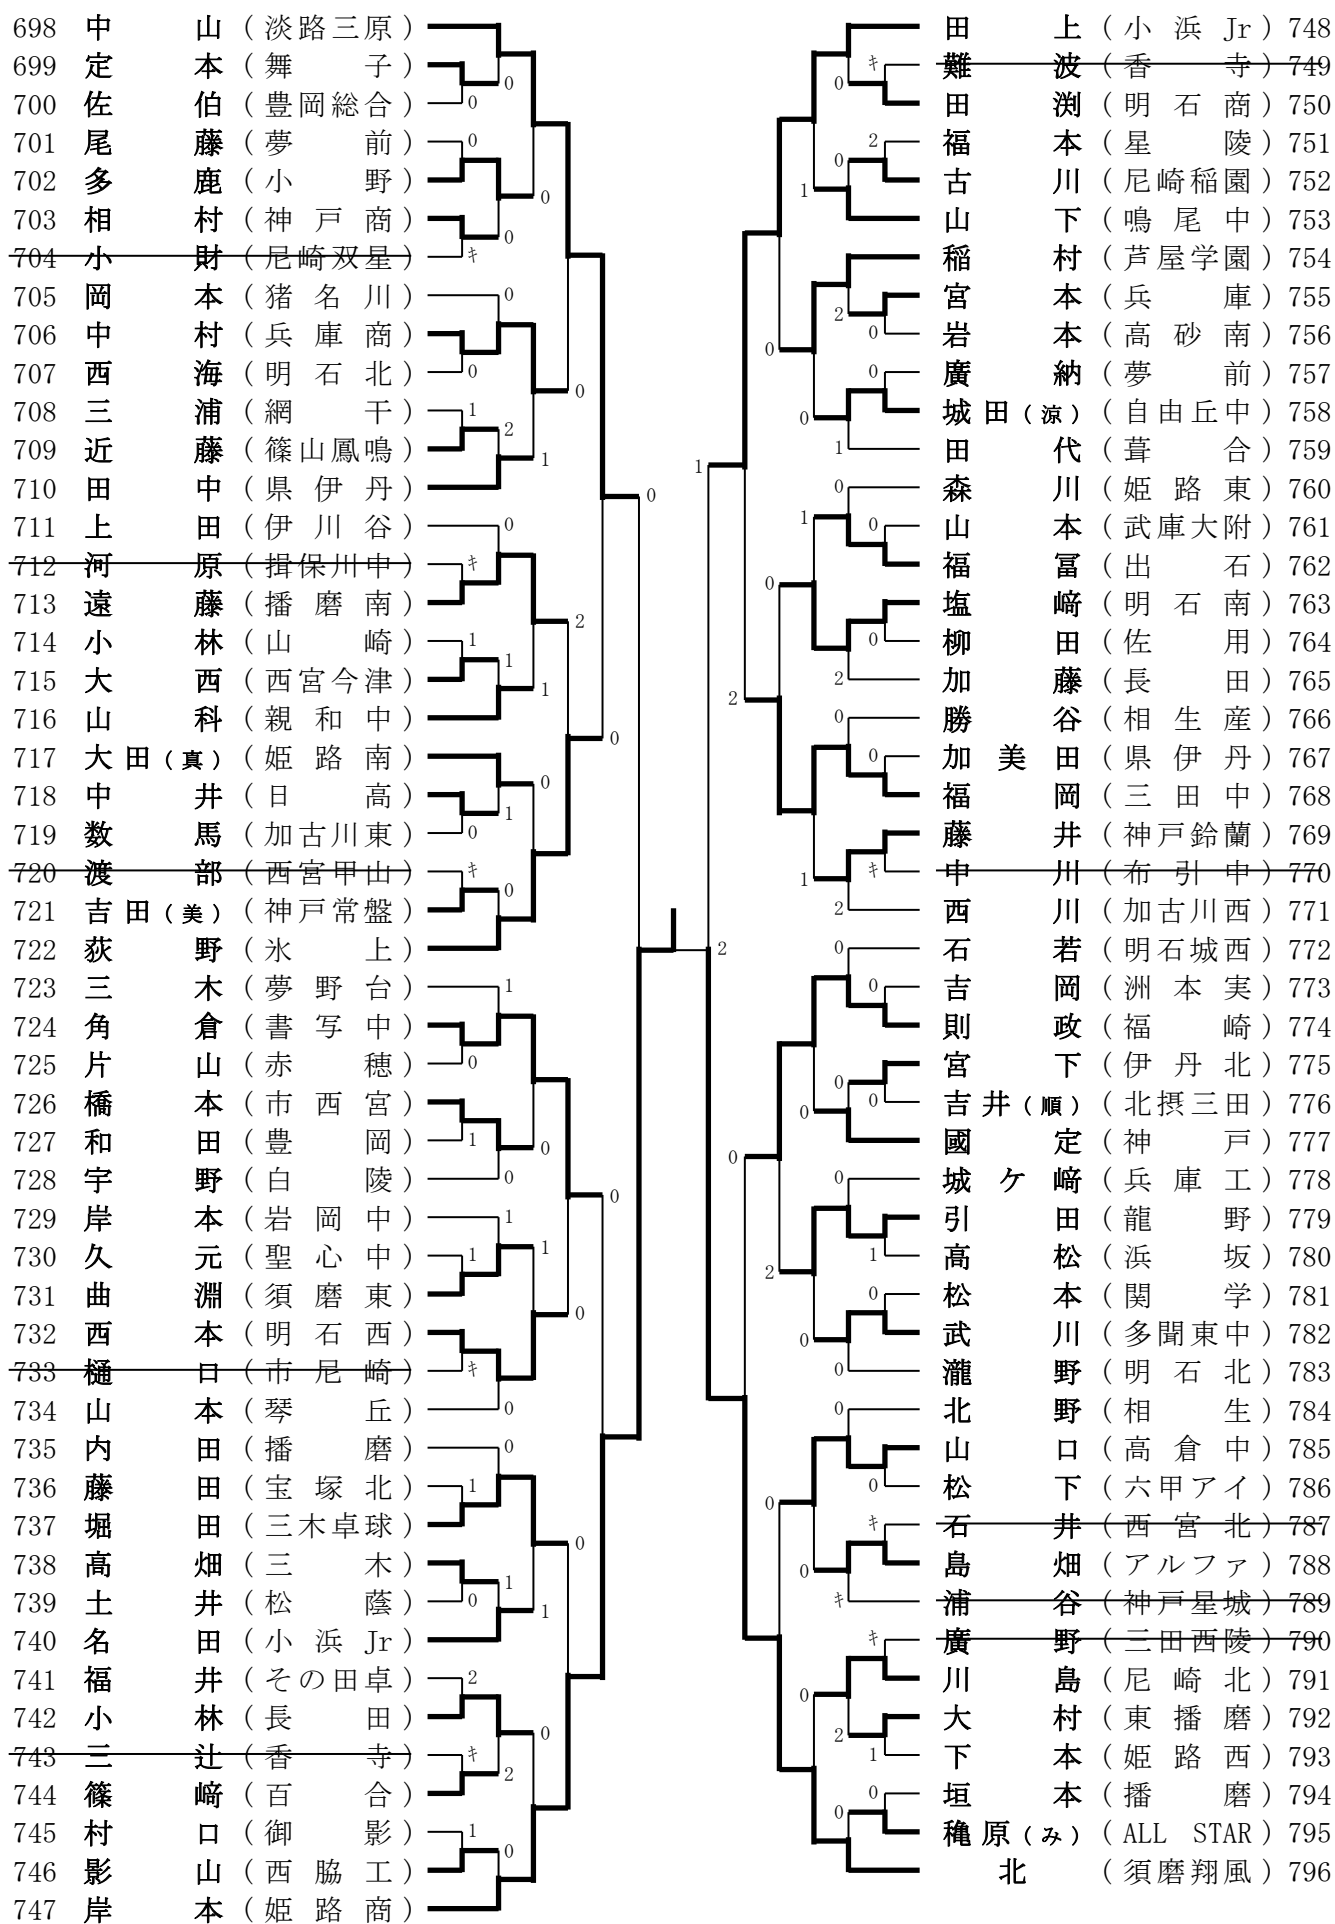 698 中山 (淡路三原)
699 定本 (舞子)
700 佐伯 (豊岡総合)
701 尾藤 (夢前)
702 多鹿 (小野)
703 相村 (神戸商)
704 小財 (尼崎双星)
705 岡本 (猪名川)
706 中村 (兵庫商)
707 西海 (明石北)
708 三浦 (網干)
709 近藤 (篠山鳳鳴)
710 田中 (県伊丹)
711 上田 (伊川谷)
712 河原 (揖保川中)
713 遠藤 (播磨南)
714 小林 (山崎)
715 大西 (西宮今津)
716 山科 (親和中)
717 大田(真) (姫路南)
718 中井 (日高)
719 数馬 (加古川東)
720 渡部 (西宮甲山)
721 吉田(美) (神戸常盤)
722 荻野 (氷上)
723 三木 (夢野台)
724 角倉 (書写中)
725 片山 (赤穂)
726 橋本 (市西宮)
727 和田 (豊岡)
728 宇野 (白陵)
729 岸本 (岩岡中)
730 久元 (聖心中)
731 曲淵 (須磨東)
732 西本 (明石西)
733 樋口 (市尼崎)
734 山本 (琴丘)
735 内田 (播磨)
736 藤田 (宝塚北)
737 堀田 (三木卓球)
738 高畑 (三木)
739 土井 (松蔭)
740 名田 (小浜Jr)
741 福井 (その田卓)
742 小林 (長田)
743 三辻 (香寺)
744 篠﨑 (百合)
745 村口 (御影)
746 影山 (西脇工)
747 岸本 (姫路商)
田上 (小浜Jr) 748
難波 (香寺) 749
田渕 (明石商) 750
福本 (星陵) 751
古川 (尼崎稲園) 752
山下 (鳴尾中) 753
稲村 (芦屋学園) 754
宮本 (兵庫) 755
岩本 (高砂南) 756
廣納 (夢前) 757
城田(涼) (自由丘中) 758
田代 (葺合) 759
森川 (姫路東) 760
山本 (武庫大附) 761
福冨 (出石) 762
塩﨑 (明石南) 763
柳田 (佐用) 764
加藤 (長田) 765
勝谷 (相生産) 766
加美田 (県伊丹) 767
福岡 (三田中) 768
藤井 (神戸鈴蘭) 769
中川 (布引中) 770
西川 (加古川西) 771
石若 (明石城西) 772
吉岡 (洲本実) 773
則政 (福崎) 774
宮下 (伊丹北) 775
吉井(順) (北摂三田) 776
國定 (神戸) 777
城ケ﨑 (兵庫工) 778
引田 (龍野) 779
高松 (浜坂) 780
松本 (関学) 781
武川 (多聞東中) 782
瀧野 (明石北) 783
北野 (相生) 784
山口 (高倉中) 785
松下 (六甲アイ) 786
石井 (西宮北) 787
島畑 (アルファ) 788
浦谷 (神戸星城) 789
廣野 (三田西陵) 790
川島 (尼崎北) 791
大村 (東播磨) 792
下本 (姫路西) 793
垣本 (播磨) 794
穐原(み) (ALL STAR) 795
北 (須磨翔風) 796